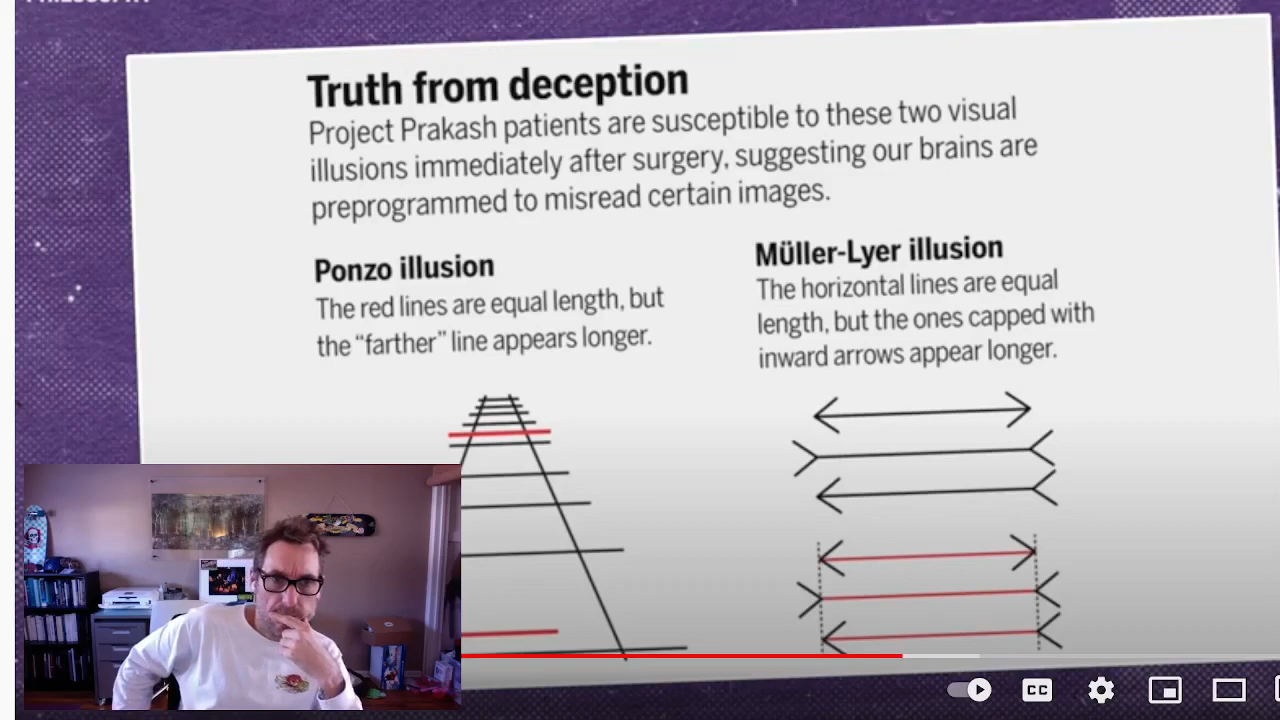 PHILOSOPHY
Truth from deception
Project Prakash patients are susceptible to these two visual
illusions immediately after surgery, suggesting our brains are
preprogrammed to misread certain images.
Ponzo illusion
The red lines are equal length, but
the “farther” line appears longer.
Müller-Lyer illusion
The horizontal lines are equal
length, but the ones capped with
inward arrows appear longer.
CC